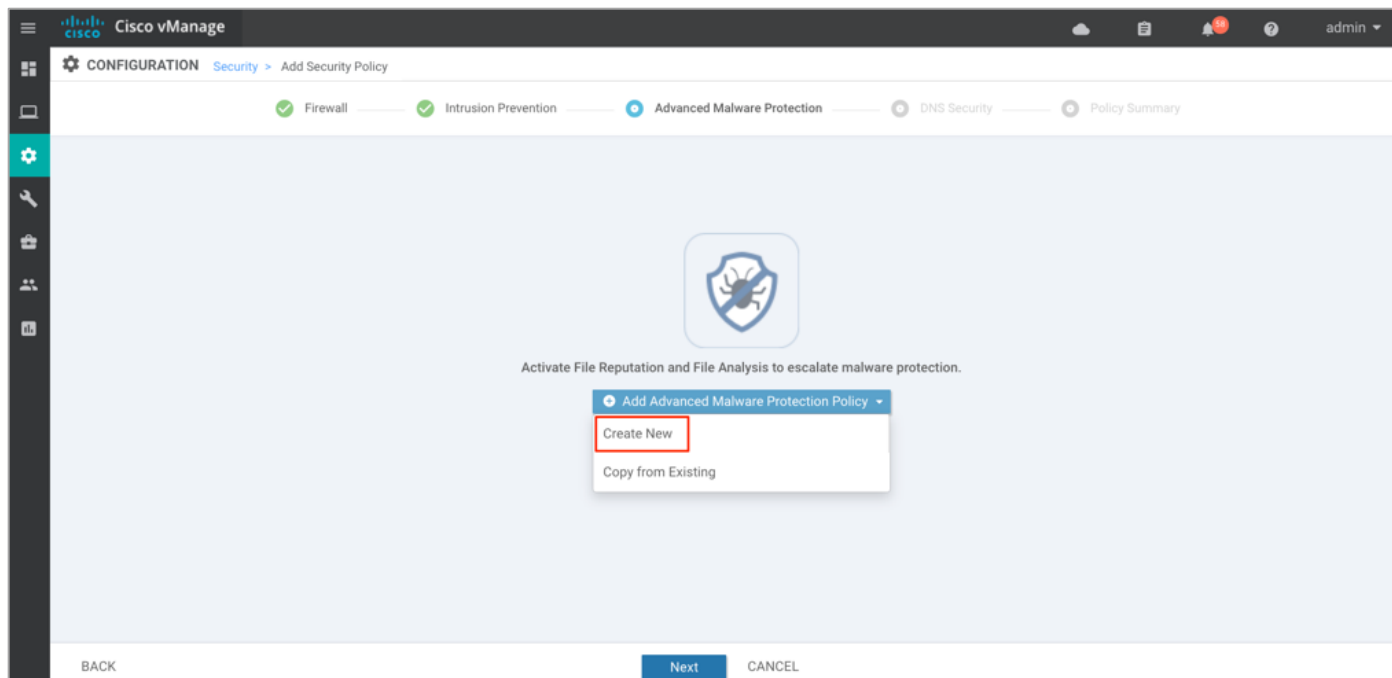 cisco Cisco vManage 58 admin
CONFIGURATION Security > Add Security Policy
Firewall Intrusion Prevention Advanced Malware Protection DNS Security Policy Summary
Activate File Reputation and File Analysis to escalate malware protection.
Add Advanced Malware Protection Policy
Create New
Copy from Existing
BACK Next CANCEL